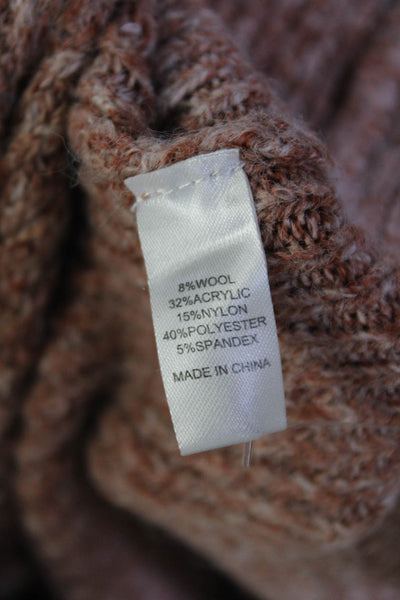 8%WOOL
32%ACRYLIC
15%NYLON
40%POLYESTER
5%SPANDEX
MADE IN CHINA